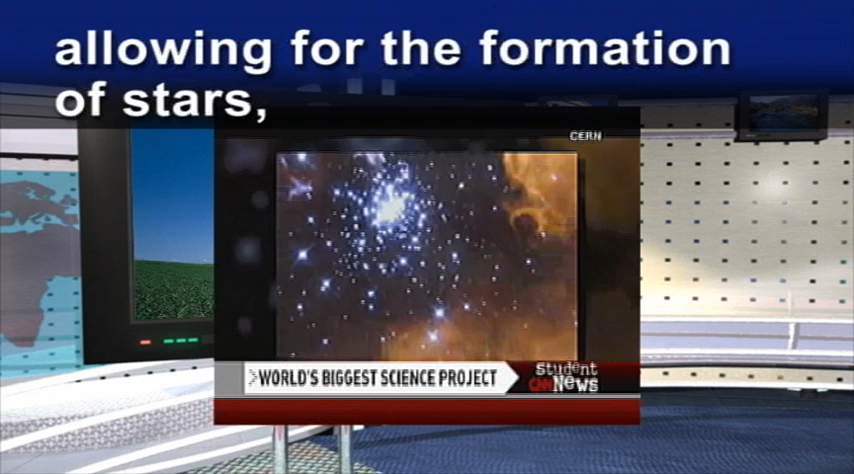 allowing for the formation
of stars,
CERN
WORLD'S BIGGEST SCIENCE PROJECT
student
CNN News